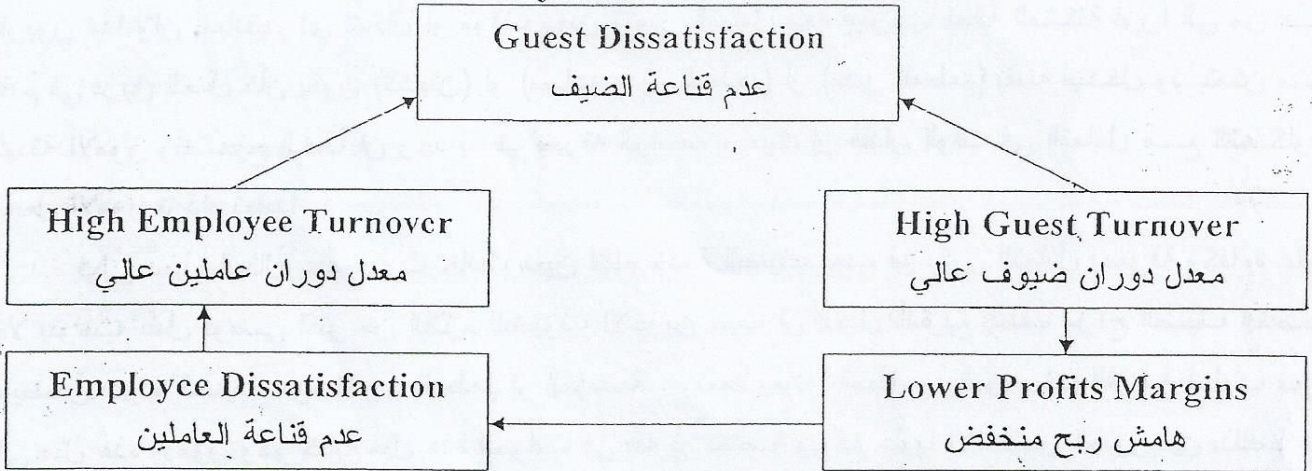 Guest Dissatisfaction
عدم قناعة الضيف
High Employee Turnover
معدل دوران عاملين عالي
High Guest Turnover
معدل دوران ضيوف عالي
Employee Dissatisfaction
عدم قناعة العاملين
Lower Profits Margins
هامش ربح منخفض